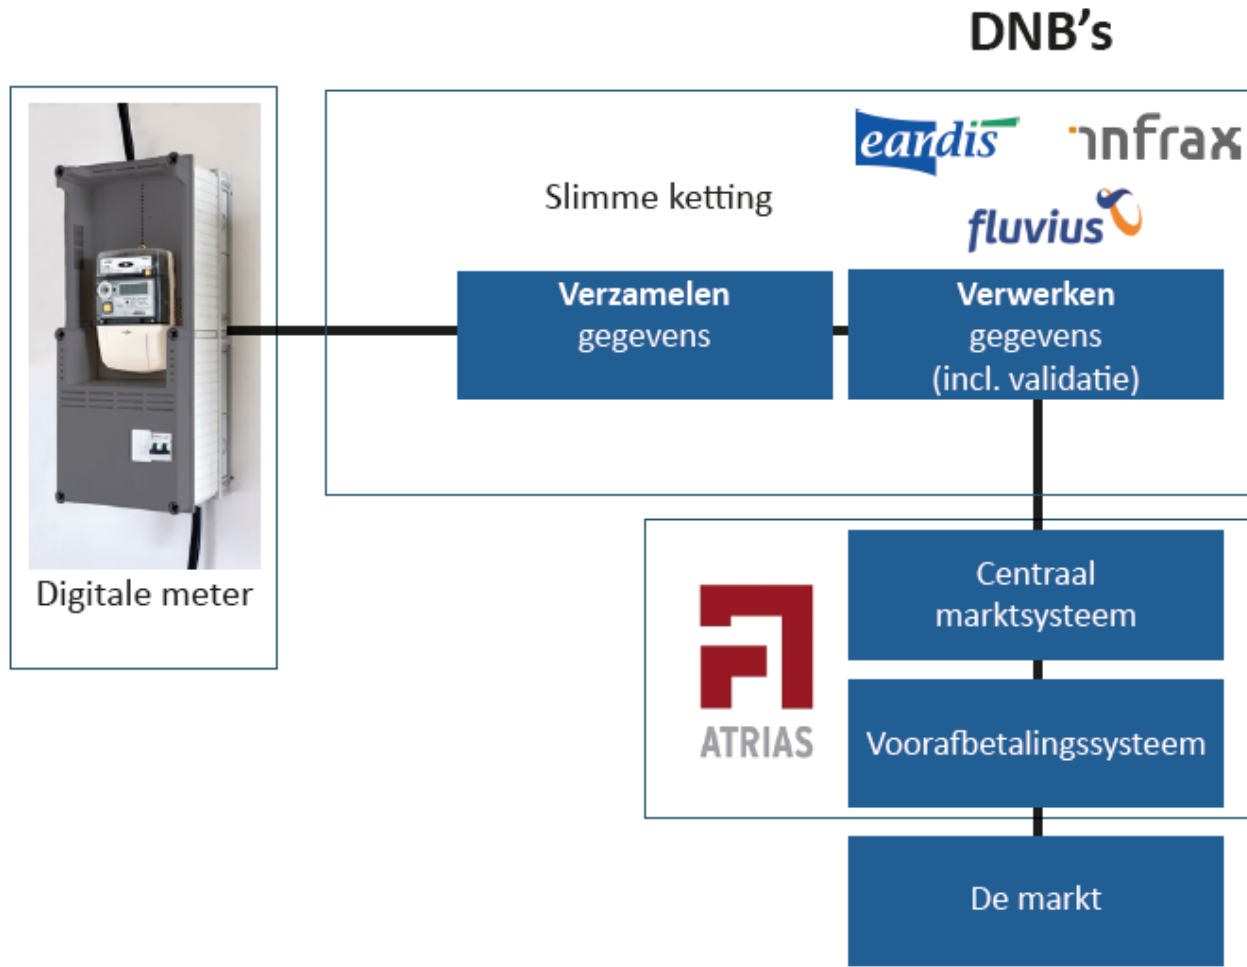 DNB's
eandis
infrax
Slimme ketting
fluvius
Verzamelen
gegevens
Verwerken
gegevens
(incl. validatie)
Digitale meter
Centraal
marktsysteem
ATRIAS
Voorafbetalingssysteem
De markt